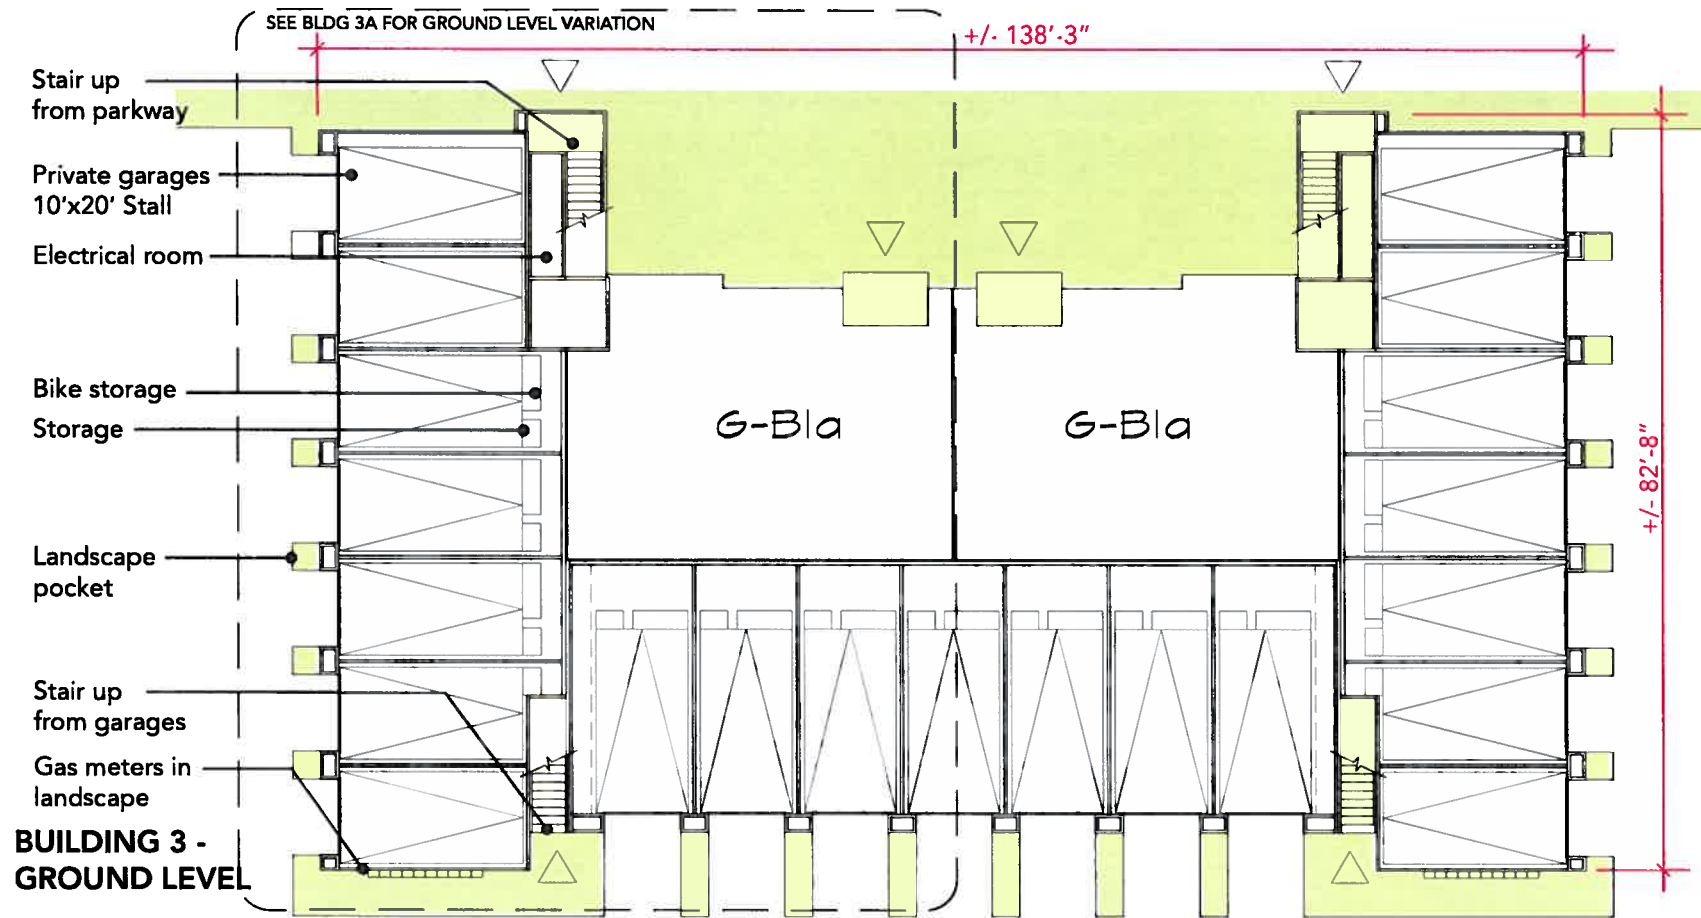 SEE BLDG 3A FOR GROUND LEVEL VARIATION
+/- 138'-3"
Stair up
from parkway
Private garages
10'x20' Stall
Electrical room
Bike storage
Storage
G-B1a
G-B1a
+/- 82'-8"
Landscape
pocket
Stair up
from garages
Gas meters in
landscape
BUILDING 3 -
GROUND LEVEL